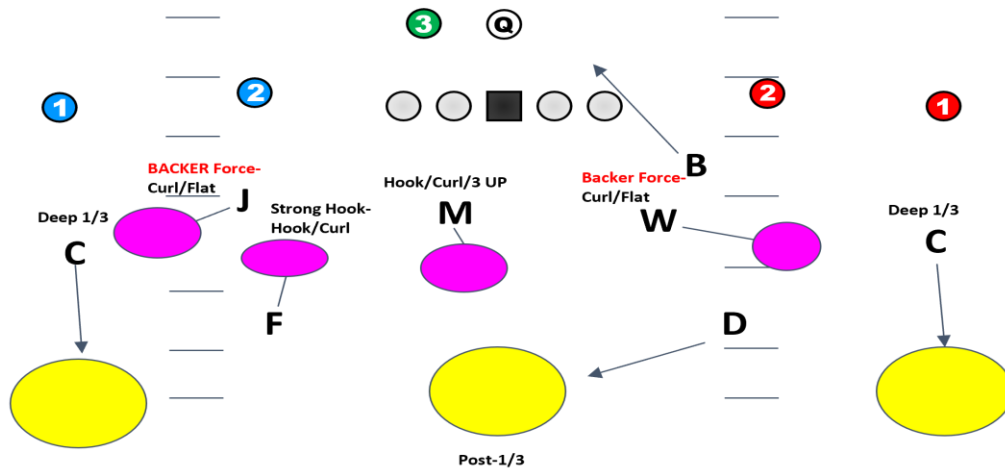 3
Q
1
2
2
1
BACKER Force-
Curl/Flat
J
Deep 1/3
C
Strong Hook-
Hook/Curl
F
Hook/Curl/3 UP
M
B
Backer Force-
Curl/Flat
W
Deep 1/3
C
D
Post-1/3